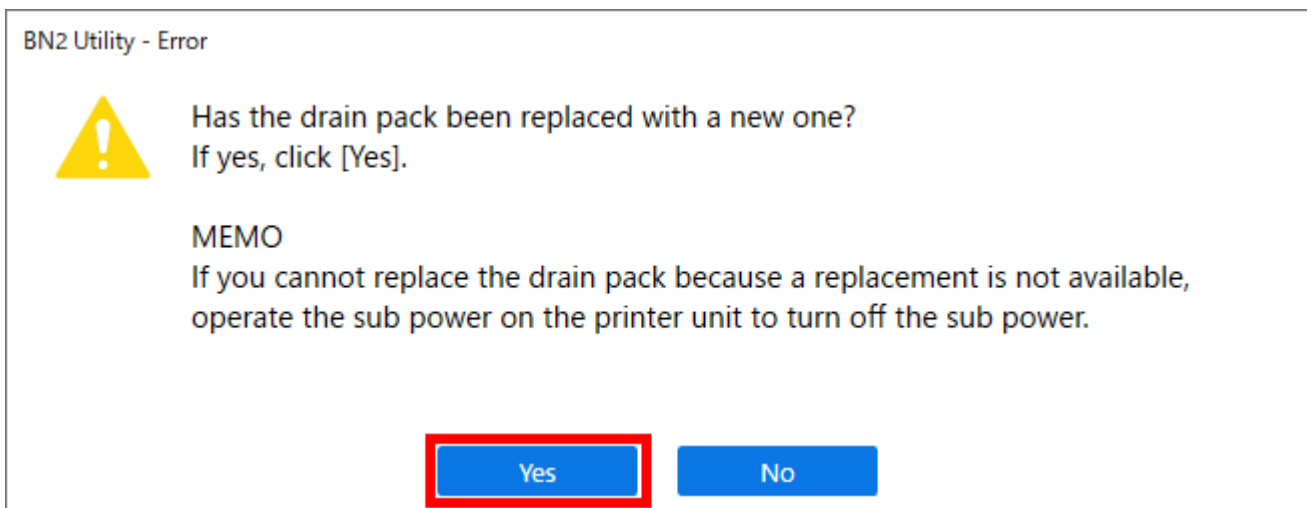 BN2 Utility - Error
Has the drain pack been replaced with a new one?
If yes, click [Yes].
MEMO
If you cannot replace the drain pack because a replacement is not available,
operate the sub power on the printer unit to turn off the sub power.
Yes
No